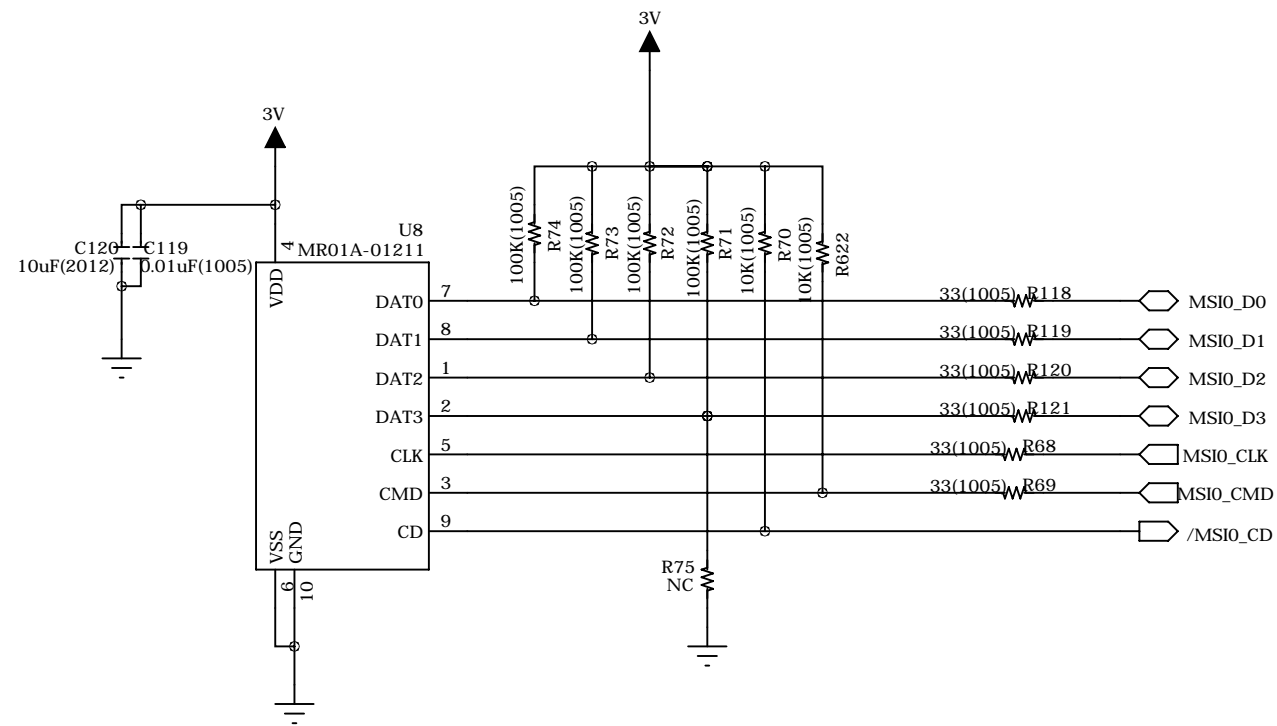 3V
3V
C120
C119
10uF(2012)
0.01uF(1005)
U8
MR01A-01211
4
VDD
100K(1005)
R74
100K(1005)
R73
100K(1005)
R72
100K(1005)
R71
10K(1005)
R70
10K(1005)
R622
DAT0
7
33(1005)
R118
MSI0_D0
DAT1
8
33(1005)
R119
MSI0_D1
DAT2
1
33(1005)
R120
MSI0_D2
DAT3
2
33(1005)
R121
MSI0_D3
CLK
5
33(1005)
R68
MSI0_CLK
CMD
3
33(1005)
R69
MSI0_CMD
CD
9
/MSI0_CD
VSS
GND
6
10
R75
NC